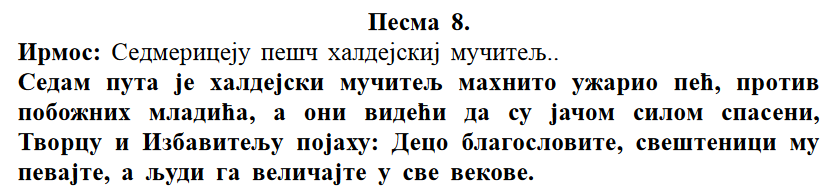 Песма 8.
Ирмос: Седмерицеју пешч халдејскиј мучитељ..
Седам пута је халдејски мучитељ махнито ужарио пећ, против
побожних младића, а они видећи да су јачом силом спасени,
Творцу и Избавитељу појаху: Децо благословите, свештеници му
певајте, а људи га величајте у све векове.